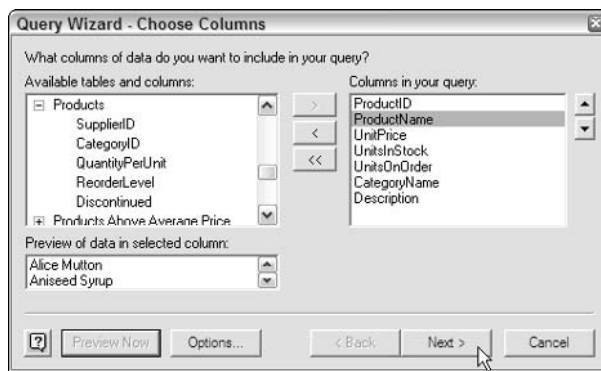 Query Wizard - Choose Columns
What columns of data do you want to include in your query?
Available tables and columns:
Products
SupplierID
CategoryID
QuantityPerUnit
ReorderLevel
Discontinued
Products Above Average Price
>
<
<<
Columns in your query:
ProductID
ProductName
UnitPrice
UnitsInStock
UnitsOnOrder
CategoryName
Description
Preview of data in selected column:
Alice Mutton
Aniseed Syrup
? Preview Now Options... < Back Next > Cancel